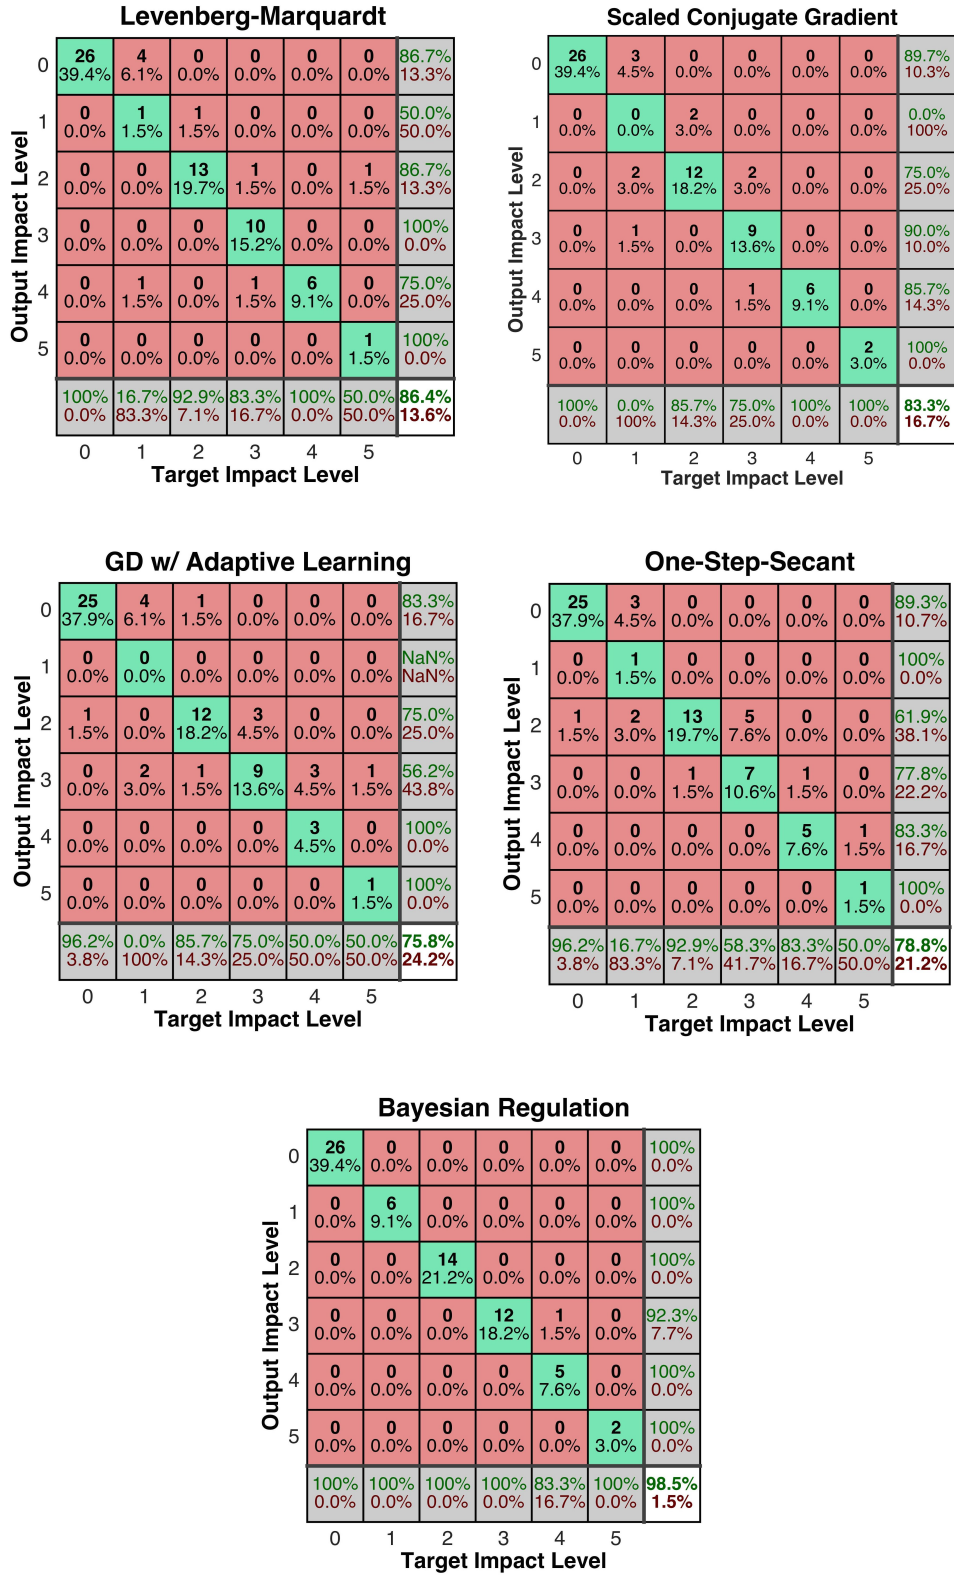 Levenberg-Marquardt
0 26 4 0 0 0 0 86.7%
39.4% 6.1% 0.0% 0.0% 0.0% 0.0% 13.3%
1 0 1 1 0 0 0 50.0%
0.0% 1.5% 1.5% 0.0% 0.0% 0.0% 50.0%
2 0 0 13 1 0 1 86.7%
0.0% 0.0% 19.7% 1.5% 0.0% 1.5% 13.3%
3 0 0 0 10 0 0 100%
0.0% 0.0% 0.0% 15.2% 0.0% 0.0% 0.0%
4 0 1 0 1 6 0 75.0%
0.0% 1.5% 0.0% 1.5% 9.1% 0.0% 25.0%
5 0 0 0 0 0 1 100%
0.0% 0.0% 0.0% 0.0% 0.0% 1.5% 0.0%
100% 16.7% 92.9% 83.3% 100% 50.0% 86.4%
0.0% 83.3% 7.1% 16.7% 0.0% 50.0% 13.6%
0 1 2 3 4 5
Target Impact Level
Output Impact Level
Scaled Conjugate Gradient
0 26 3 0 0 0 0 89.7%
39.4% 4.5% 0.0% 0.0% 0.0% 0.0% 10.3%
1 0 0 2 0 0 0 0.0%
0.0% 0.0% 3.0% 0.0% 0.0% 0.0% 100%
2 0 2 12 2 0 0 75.0%
0.0% 3.0% 18.2% 3.0% 0.0% 0.0% 25.0%
3 0 1 0 9 0 0 90.0%
0.0% 1.5% 0.0% 13.6% 0.0% 0.0% 10.0%
4 0 0 0 1 6 0 85.7%
0.0% 0.0% 0.0% 1.5% 9.1% 0.0% 14.3%
5 0 0 0 0 0 2 100%
0.0% 0.0% 0.0% 0.0% 0.0% 3.0% 0.0%
100% 0.0% 85.7% 75.0% 100% 100% 83.3%
0.0% 100% 14.3% 25.0% 0.0% 0.0% 16.7%
0 1 2 3 4 5
Target Impact Level
Output Impact Level
GD w/ Adaptive Learning
0 25 4 1 0 0 0 83.3%
37.9% 6.1% 1.5% 0.0% 0.0% 0.0% 16.7%
1 0 0 0 0 0 0 NaN%
0.0% 0.0% 0.0% 0.0% 0.0% 0.0% NaN%
2 1 0 12 3 0 0 75.0%
1.5% 0.0% 18.2% 4.5% 0.0% 0.0% 25.0%
3 0 2 1 9 3 1 56.2%
0.0% 3.0% 1.5% 13.6% 4.5% 1.5% 43.8%
4 0 0 0 0 3 0 100%
0.0% 0.0% 0.0% 0.0% 4.5% 0.0% 0.0%
5 0 0 0 0 0 1 100%
0.0% 0.0% 0.0% 0.0% 0.0% 1.5% 0.0%
96.2% 0.0% 85.7% 75.0% 50.0% 50.0% 75.8%
3.8% 100% 14.3% 25.0% 50.0% 50.0% 24.2%
0 1 2 3 4 5
Target Impact Level
Output Impact Level
One-Step-Secant
0 25 3 0 0 0 0 89.3%
37.9% 4.5% 0.0% 0.0% 0.0% 0.0% 10.7%
1 0 1 0 0 0 0 100%
0.0% 1.5% 0.0% 0.0% 0.0% 0.0% 0.0%
2 1 2 13 5 0 0 61.9%
1.5% 3.0% 19.7% 7.6% 0.0% 0.0% 38.1%
3 0 0 1 7 1 0 77.8%
0.0% 0.0% 1.5% 10.6% 1.5% 0.0% 22.2%
4 0 0 0 0 5 1 83.3%
0.0% 0.0% 0.0% 0.0% 7.6% 1.5% 16.7%
5 0 0 0 0 0 1 100%
0.0% 0.0% 0.0% 0.0% 0.0% 1.5% 0.0%
96.2% 16.7% 92.9% 58.3% 83.3% 50.0% 78.8%
3.8% 83.3% 7.1% 41.7% 16.7% 50.0% 21.2%
0 1 2 3 4 5
Target Impact Level
Output Impact Level
Bayesian Regulation
0 26 0 0 0 0 0 100%
39.4% 0.0% 0.0% 0.0% 0.0% 0.0% 0.0%
1 0 6 0 0 0 0 100%
0.0% 9.1% 0.0% 0.0% 0.0% 0.0% 0.0%
2 0 0 14 0 0 0 100%
0.0% 0.0% 21.2% 0.0% 0.0% 0.0% 0.0%
3 0 0 0 12 1 0 92.3%
0.0% 0.0% 0.0% 18.2% 1.5% 0.0% 7.7%
4 0 0 0 0 5 0 100%
0.0% 0.0% 0.0% 0.0% 7.6% 0.0% 0.0%
5 0 0 0 0 0 2 100%
0.0% 0.0% 0.0% 0.0% 0.0% 3.0% 0.0%
100% 100% 100% 100% 83.3% 100% 98.5%
0.0% 0.0% 0.0% 0.0% 16.7% 0.0% 1.5%
0 1 2 3 4 5
Target Impact Level
Output Impact Level